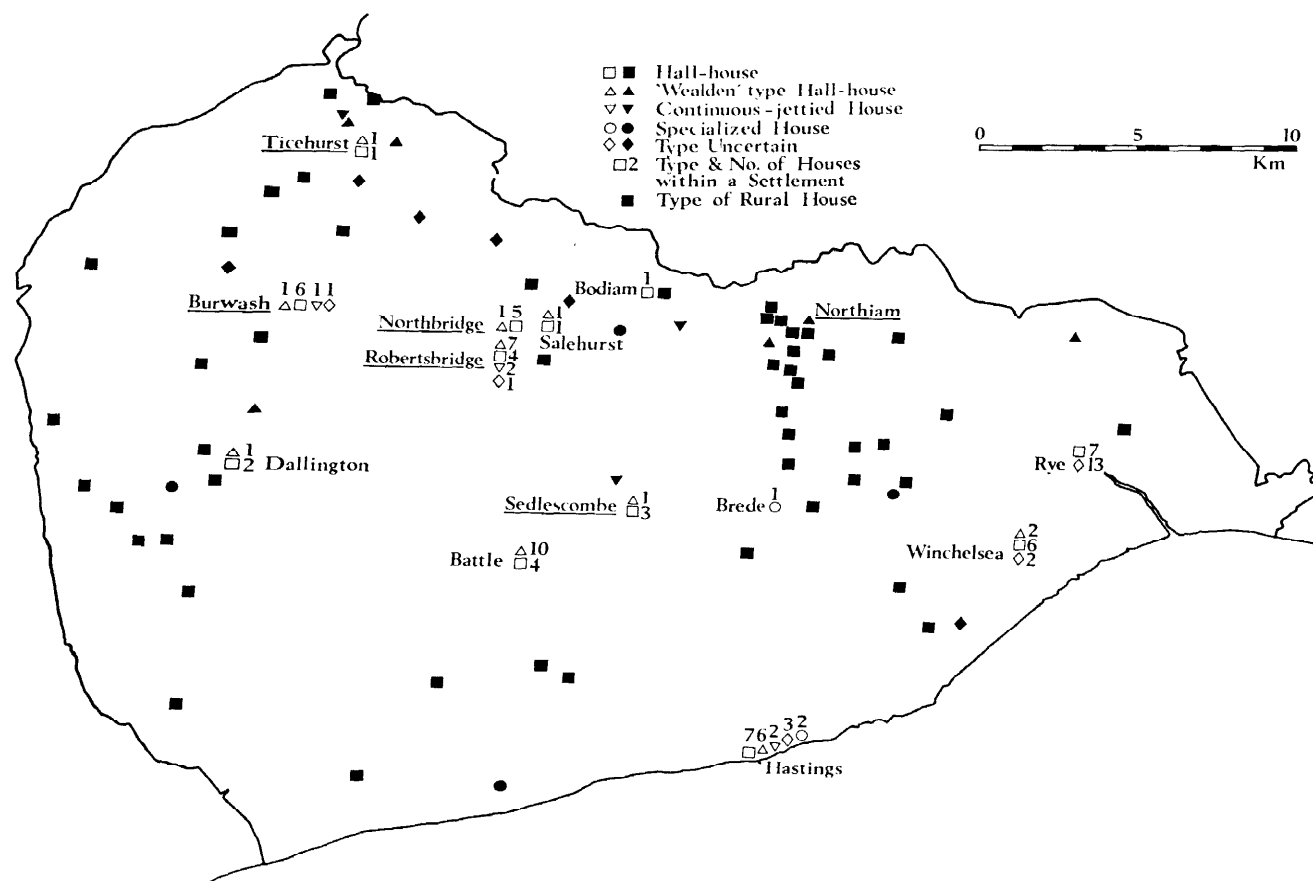 Hall-house
'Wealden' type Hall-house
Continuous-jettied House
Specialized House
Type Uncertain
2 Type & No. of Houses
within a Settlement
Type of Rural House
0 5 10
Km
Ticehurst 1
1
Burwash 1 6 1 1
Bodiam 1
Northbridge 1 5
1
1
Salehurst
Robertsbridge 7
4
2
1
Northiam
Dallington 1
2
Sedlescombe 1
3
Battle 10
4
Brede 1
Rye 7
13
Winchelsea 2
6
2
7 6 2 3 2
Hastings